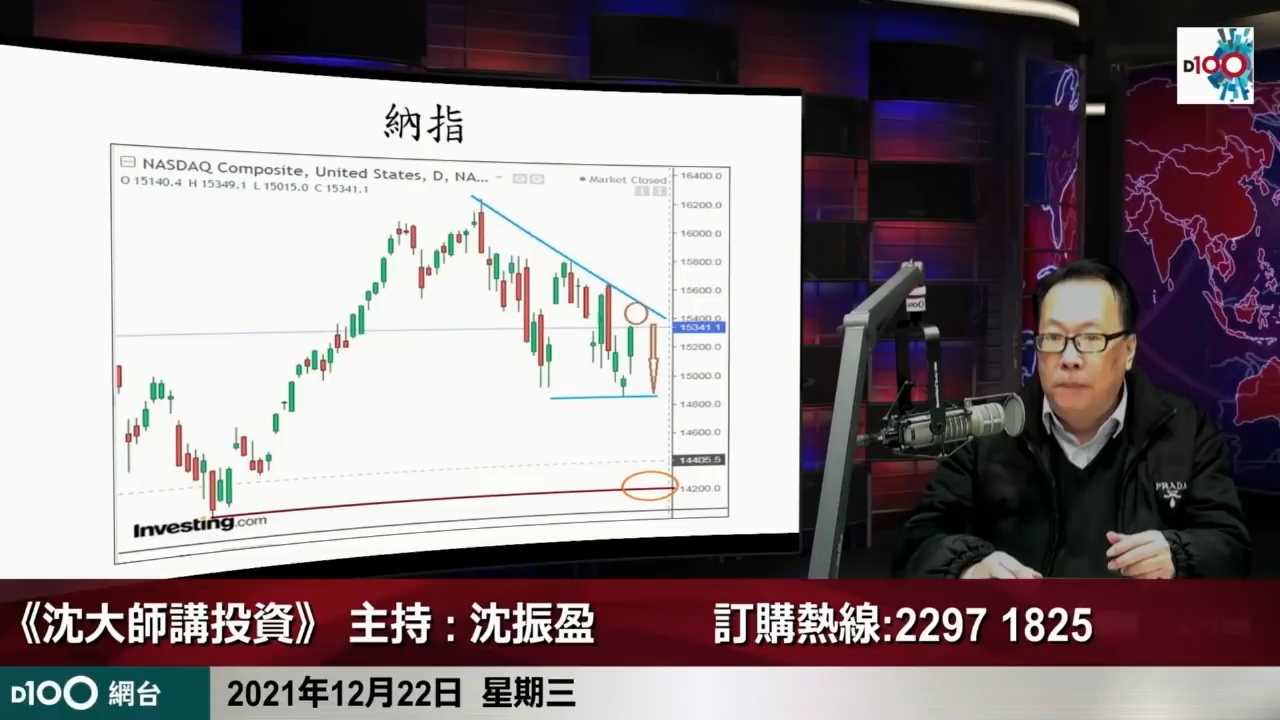 D100
納指
NASDAQ Composite, United States, D, NA...
Market Closed
O 15140.4 H 15349.1 L 15015.0 C 15341.1
16400.0
16200.0
16000.0
15800.0
15600.0
15400.0
15341.1
15200.0
15000.0
14800.0
14600.0
14405.5
14200.0
Investing.com
PRADA
《沈大師講投資》 主持：沈振盈 訂購熱線:2297 1825
D100 網台 2021年12月22日 星期三